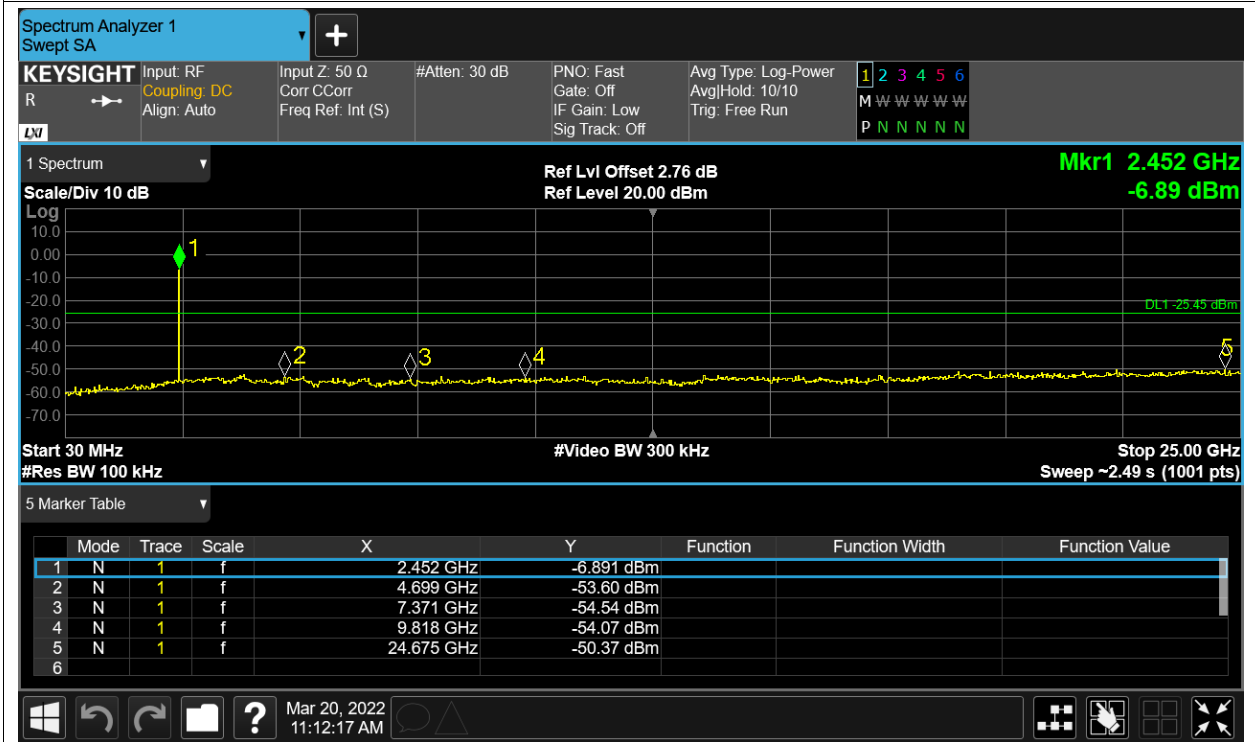 Spectrum Analyzer 1
Swept SA
+
KEYSIGHT Input: RF Input Z: 50 Ω #Atten: 30 dB PNO: Fast Avg Type: Log-Power 1 2 3 4 5 6
R Coupling: DC Corr CCorr Gate: Off Avg|Hold: 10/10 M W W W W W
Align: Auto Freq Ref: Int (S) IF Gain: Low Trig: Free Run
LXI Sig Track: Off P N N N N N
1 Spectrum Ref Lvl Offset 2.76 dB Mkr1 2.452 GHz
Scale/Div 10 dB Ref Level 20.00 dBm -6.89 dBm
Log
10.0
0.00 1
-10.0
-20.0 DL1 -25.45 dBm
-30.0
-40.0 2 3 4 5
-50.0
-60.0
-70.0
Start 30 MHz #Video BW 300 kHz Stop 25.00 GHz
#Res BW 100 kHz Sweep ~2.49 s (1001 pts)
5 Marker Table
Mode Trace Scale X Y Function Function Width Function Value
1 N 1 f 2.452 GHz -6.891 dBm
2 N 1 f 4.699 GHz -53.60 dBm
3 N 1 f 7.371 GHz -54.54 dBm
4 N 1 f 9.818 GHz -54.07 dBm
5 N 1 f 24.675 GHz -50.37 dBm
6
? Mar 20, 2022
11:12:17 AM